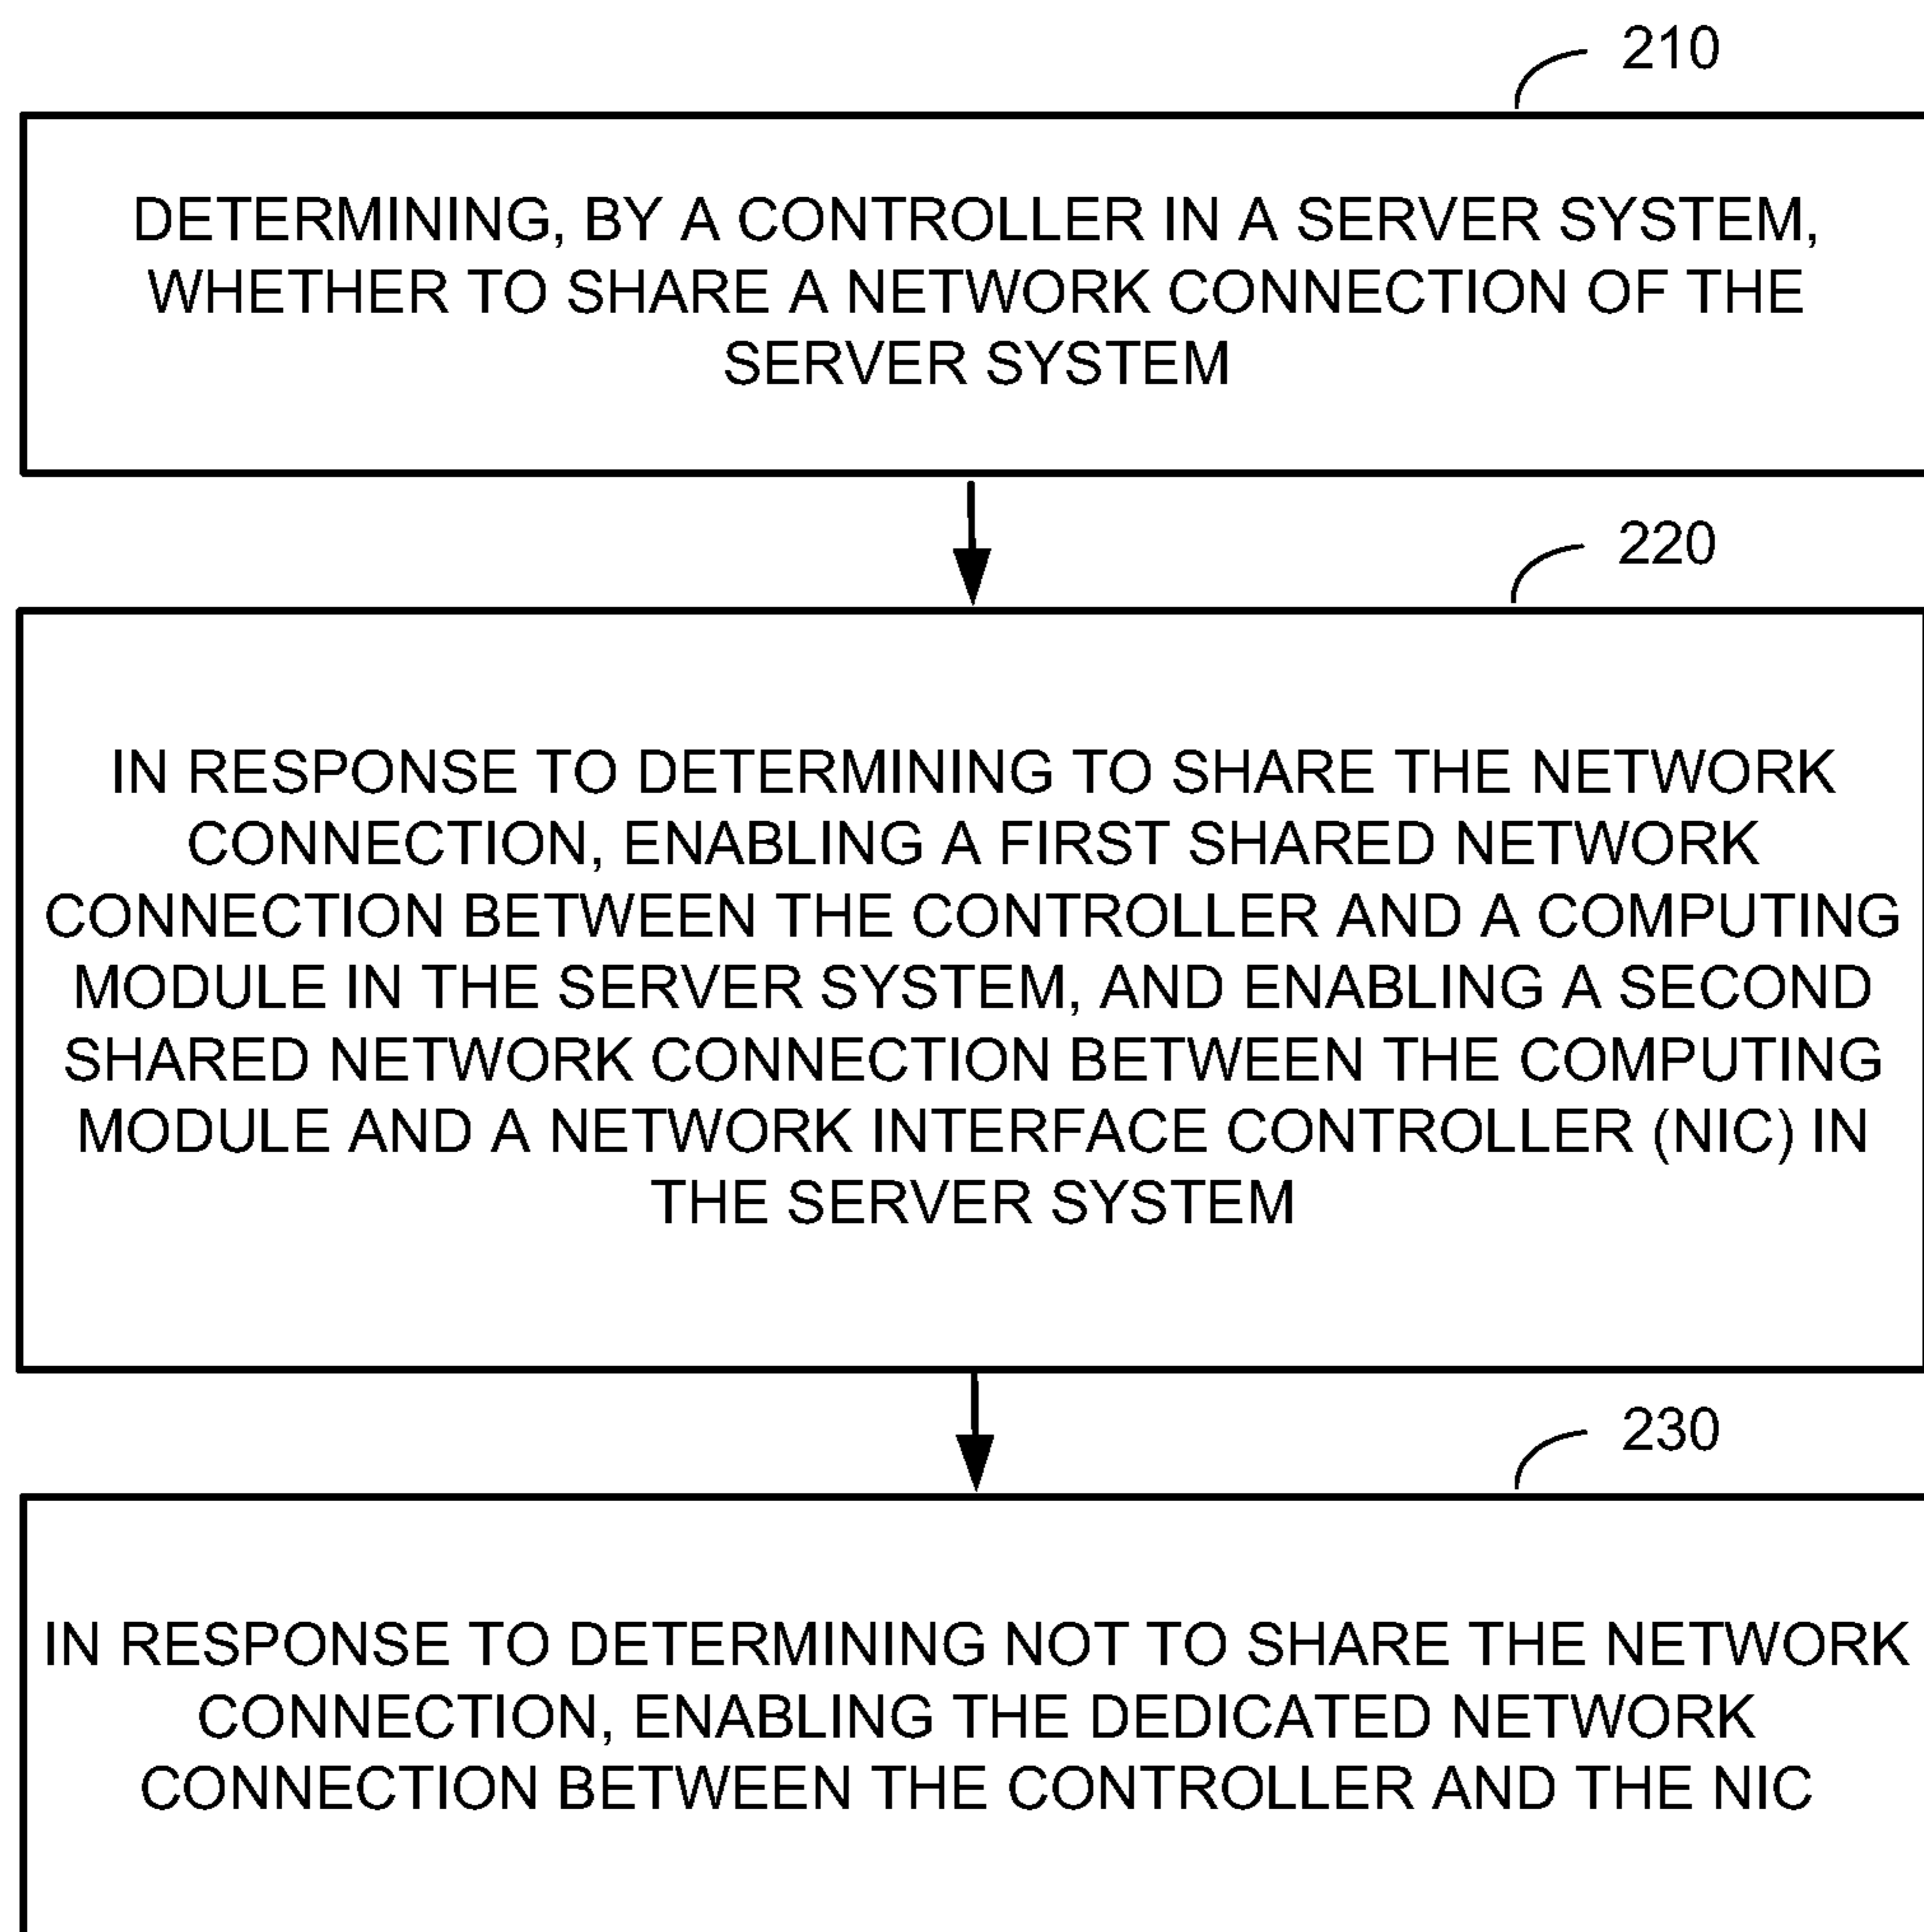 210
DETERMINING, BY A CONTROLLER IN A SERVER SYSTEM,
WHETHER TO SHARE A NETWORK CONNECTION OF THE
SERVER SYSTEM
220
IN RESPONSE TO DETERMINING TO SHARE THE NETWORK
CONNECTION, ENABLING A FIRST SHARED NETWORK
CONNECTION BETWEEN THE CONTROLLER AND A COMPUTING
MODULE IN THE SERVER SYSTEM, AND ENABLING A SECOND
SHARED NETWORK CONNECTION BETWEEN THE COMPUTING
MODULE AND A NETWORK INTERFACE CONTROLLER (NIC) IN
THE SERVER SYSTEM
230
IN RESPONSE TO DETERMINING NOT TO SHARE THE NETWORK
CONNECTION, ENABLING THE DEDICATED NETWORK
CONNECTION BETWEEN THE CONTROLLER AND THE NIC